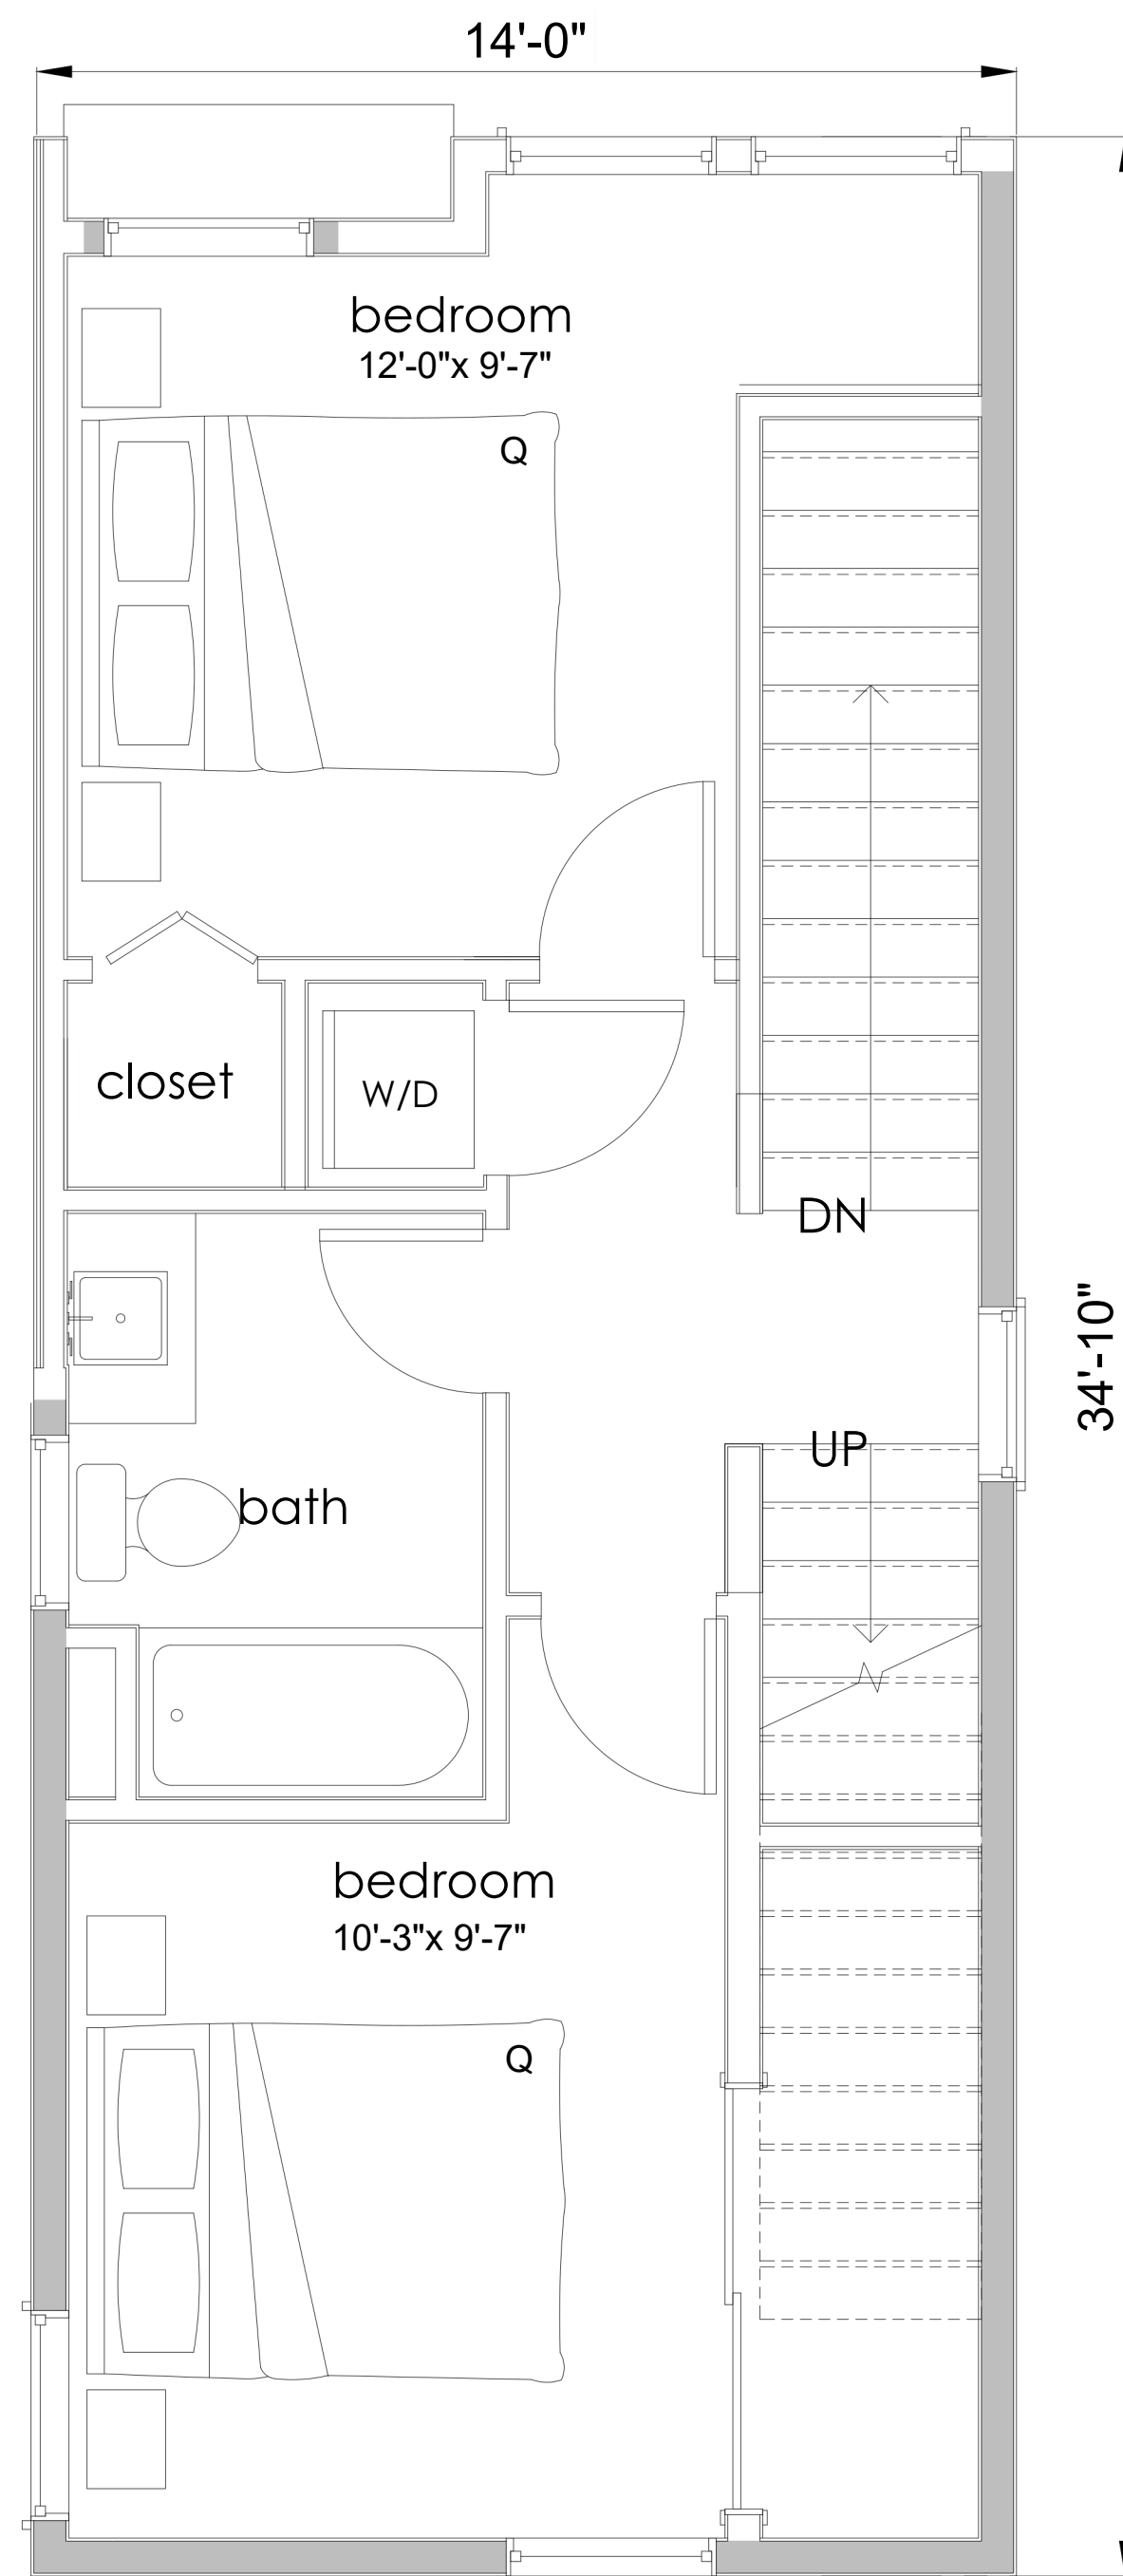 14'-0"
bedroom
12'-0"x 9'-7"
Q
closet
W/D
DN
34'-10"
UP
bath
bedroom
10'-3"x 9'-7"
Q